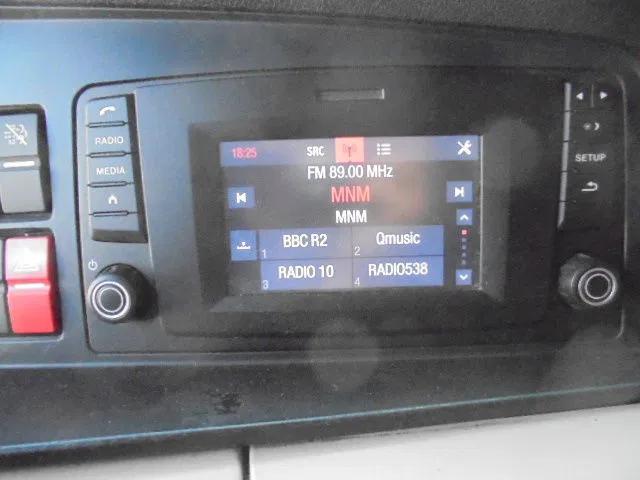 RADIO
MEDIA
SETUP
18:25 SRC
FM 89.00 MHz
MNM
MNM
1 BBC R2
2 Qmusic
3 RADIO 10
4 RADIO538